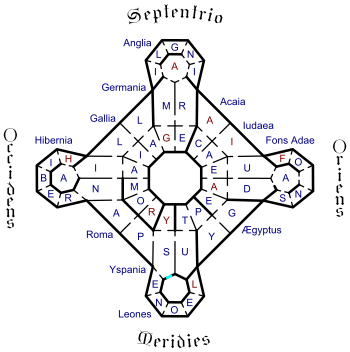 Septentrio
Anglia
L G N
I A I
Germania
M R
Acaia
Gallia
L A
Iudaea
Hibernia
L I A G E C A I
Fons Adae
Occidens
Oriens
I H I A E U F O
B A N M A D A N
E R O E S
A R Y T P G
Roma
P Y
Ægyptus
S U
Yspania
E L
N O E
Leones
Meridies